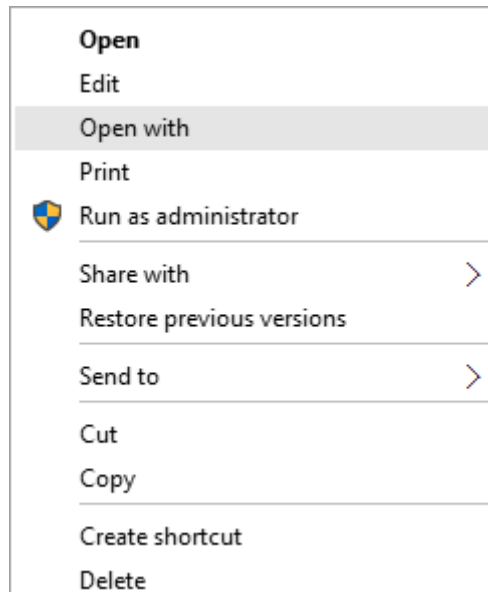 Open
Edit
Open with
Print
Run as administrator
Share with
Restore previous versions
Send to
Cut
Copy
Create shortcut
Delete